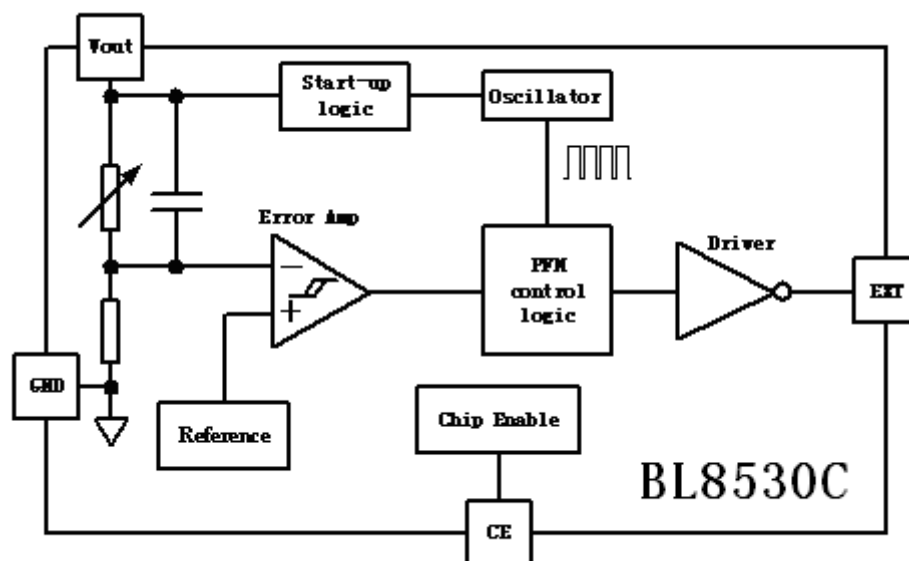 Vout
Start-up
logic
Oscillator
Error Amp
PFM
control
logic
Driver
EXT
GND
Reference
Chip Enable
CE
BL8530C